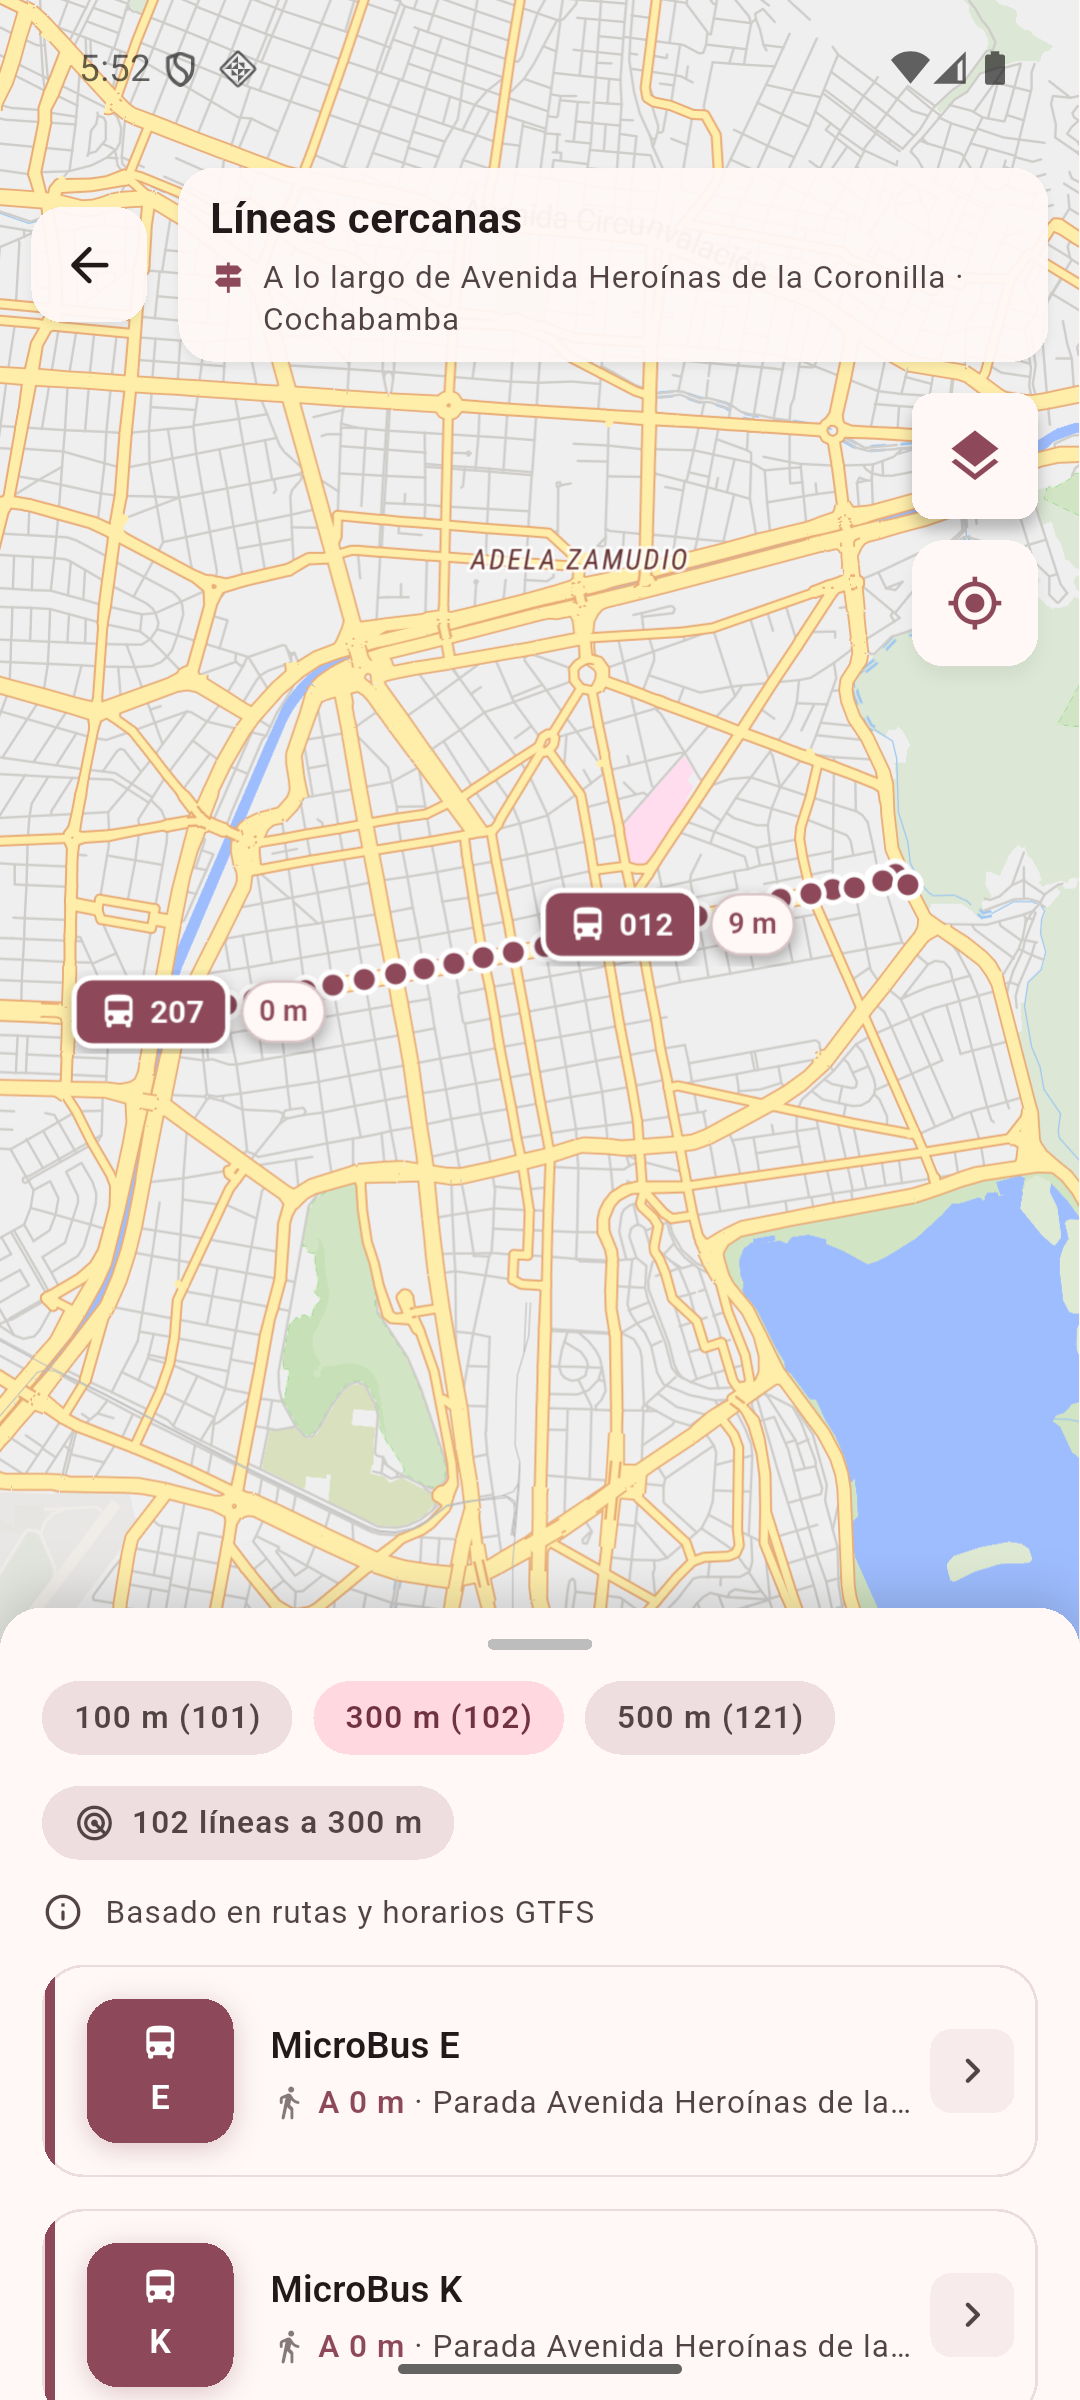 5:52
Líneas cercanas
A lo largo de Avenida Heroínas de la Coronilla ·
Cochabamba
ADELA ZAMUDIO
012
9 m
207
0 m
100 m (101)
300 m (102)
500 m (121)
102 líneas a 300 m
Basado en rutas y horarios GTFS
E
MicroBus E
A 0 m · Parada Avenida Heroínas de la…
K
MicroBus K
A 0 m · Parada Avenida Heroínas de la…